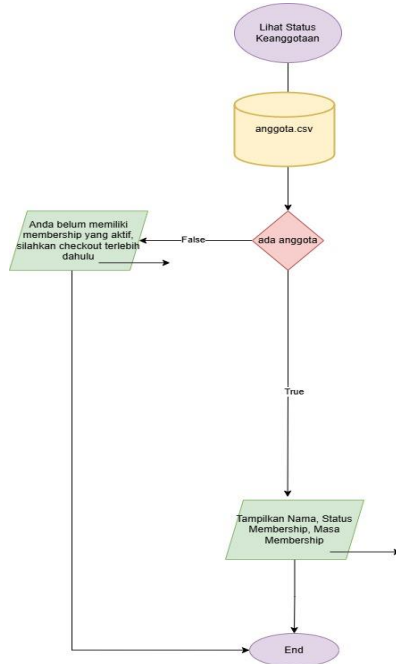 Lihat Status
Keanggotaan
anggota.csv
ada anggota
False
Anda belum memiliki
membership yang aktif,
silahkan checkout terlebih
dahulu
True
Tampilkan Nama, Status
Membership, Masa
Membership
End